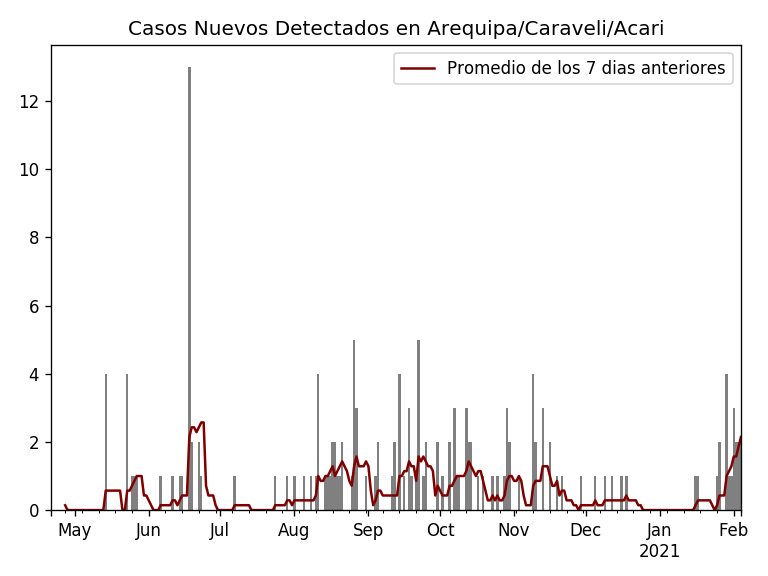 Casos Nuevos Detectados en Arequipa/Caraveli/Acari
Promedio de los 7 dias anteriores
12
10
8
6
4
2
0
May Jun Jul Aug Sep Oct Nov Dec Jan Feb
2021